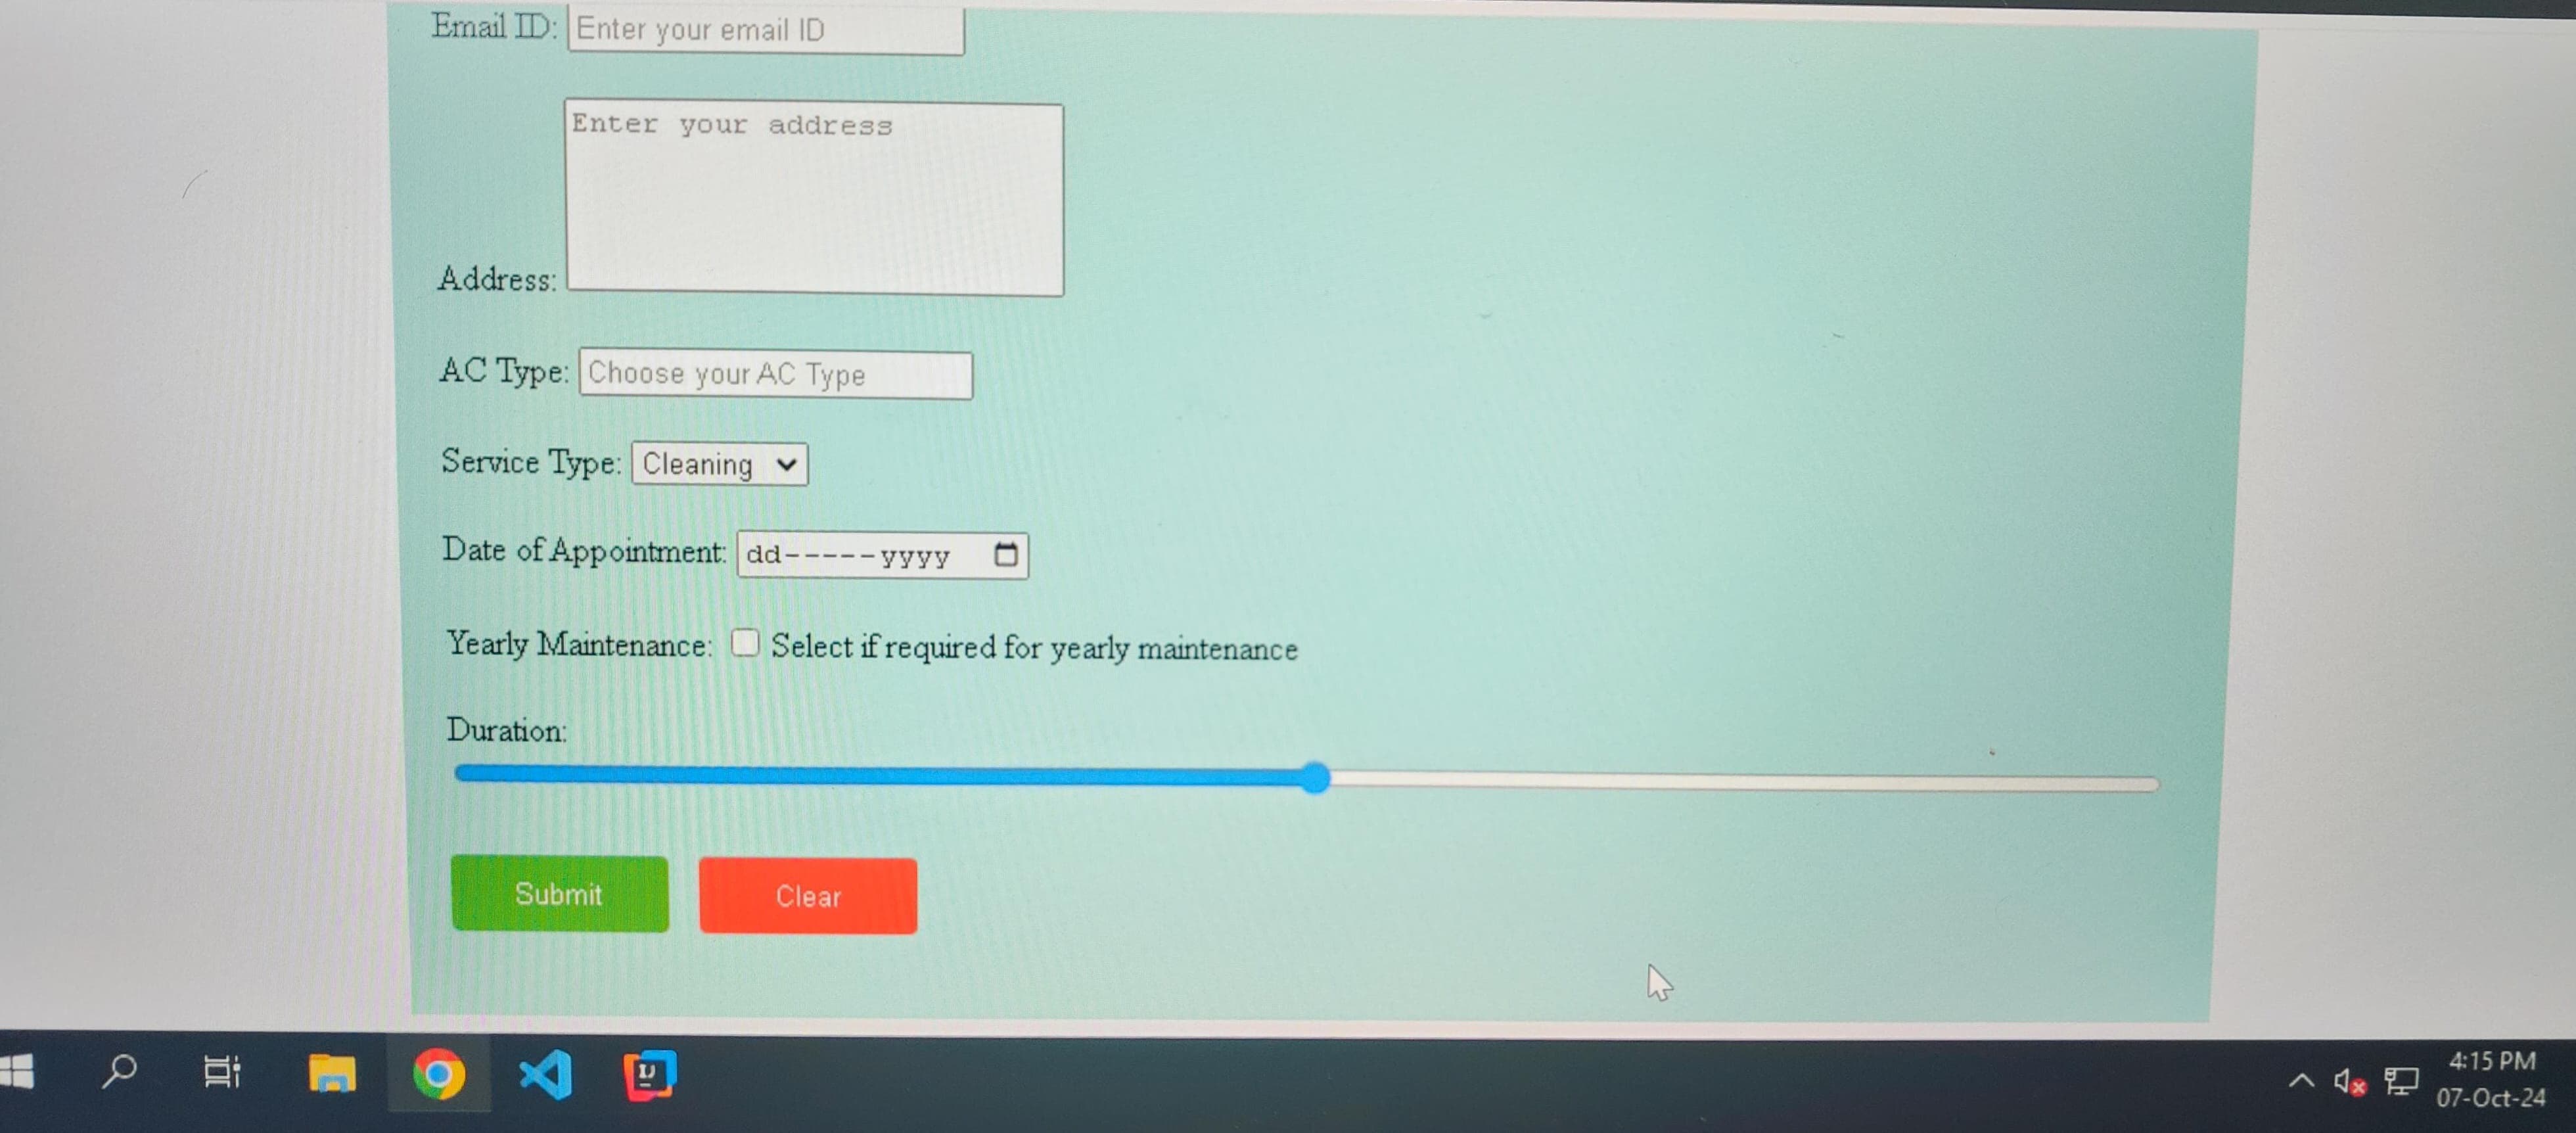 Email ID: Enter your email ID
Enter your address
Address:
AC Type: Choose your AC Type
Service Type: Cleaning
Date of Appointment: dd-----yyyy
Yearly Maintenance: Select if required for yearly maintenance
Duration:
Submit Clear
IJ
4:15 PM
07-Oct-24